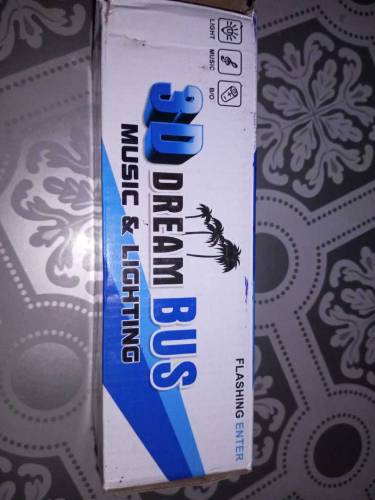 LIGHT MUSIC B/O
3D DREAM BUS
MUSIC & LIGHTING
FLASHING ENTER